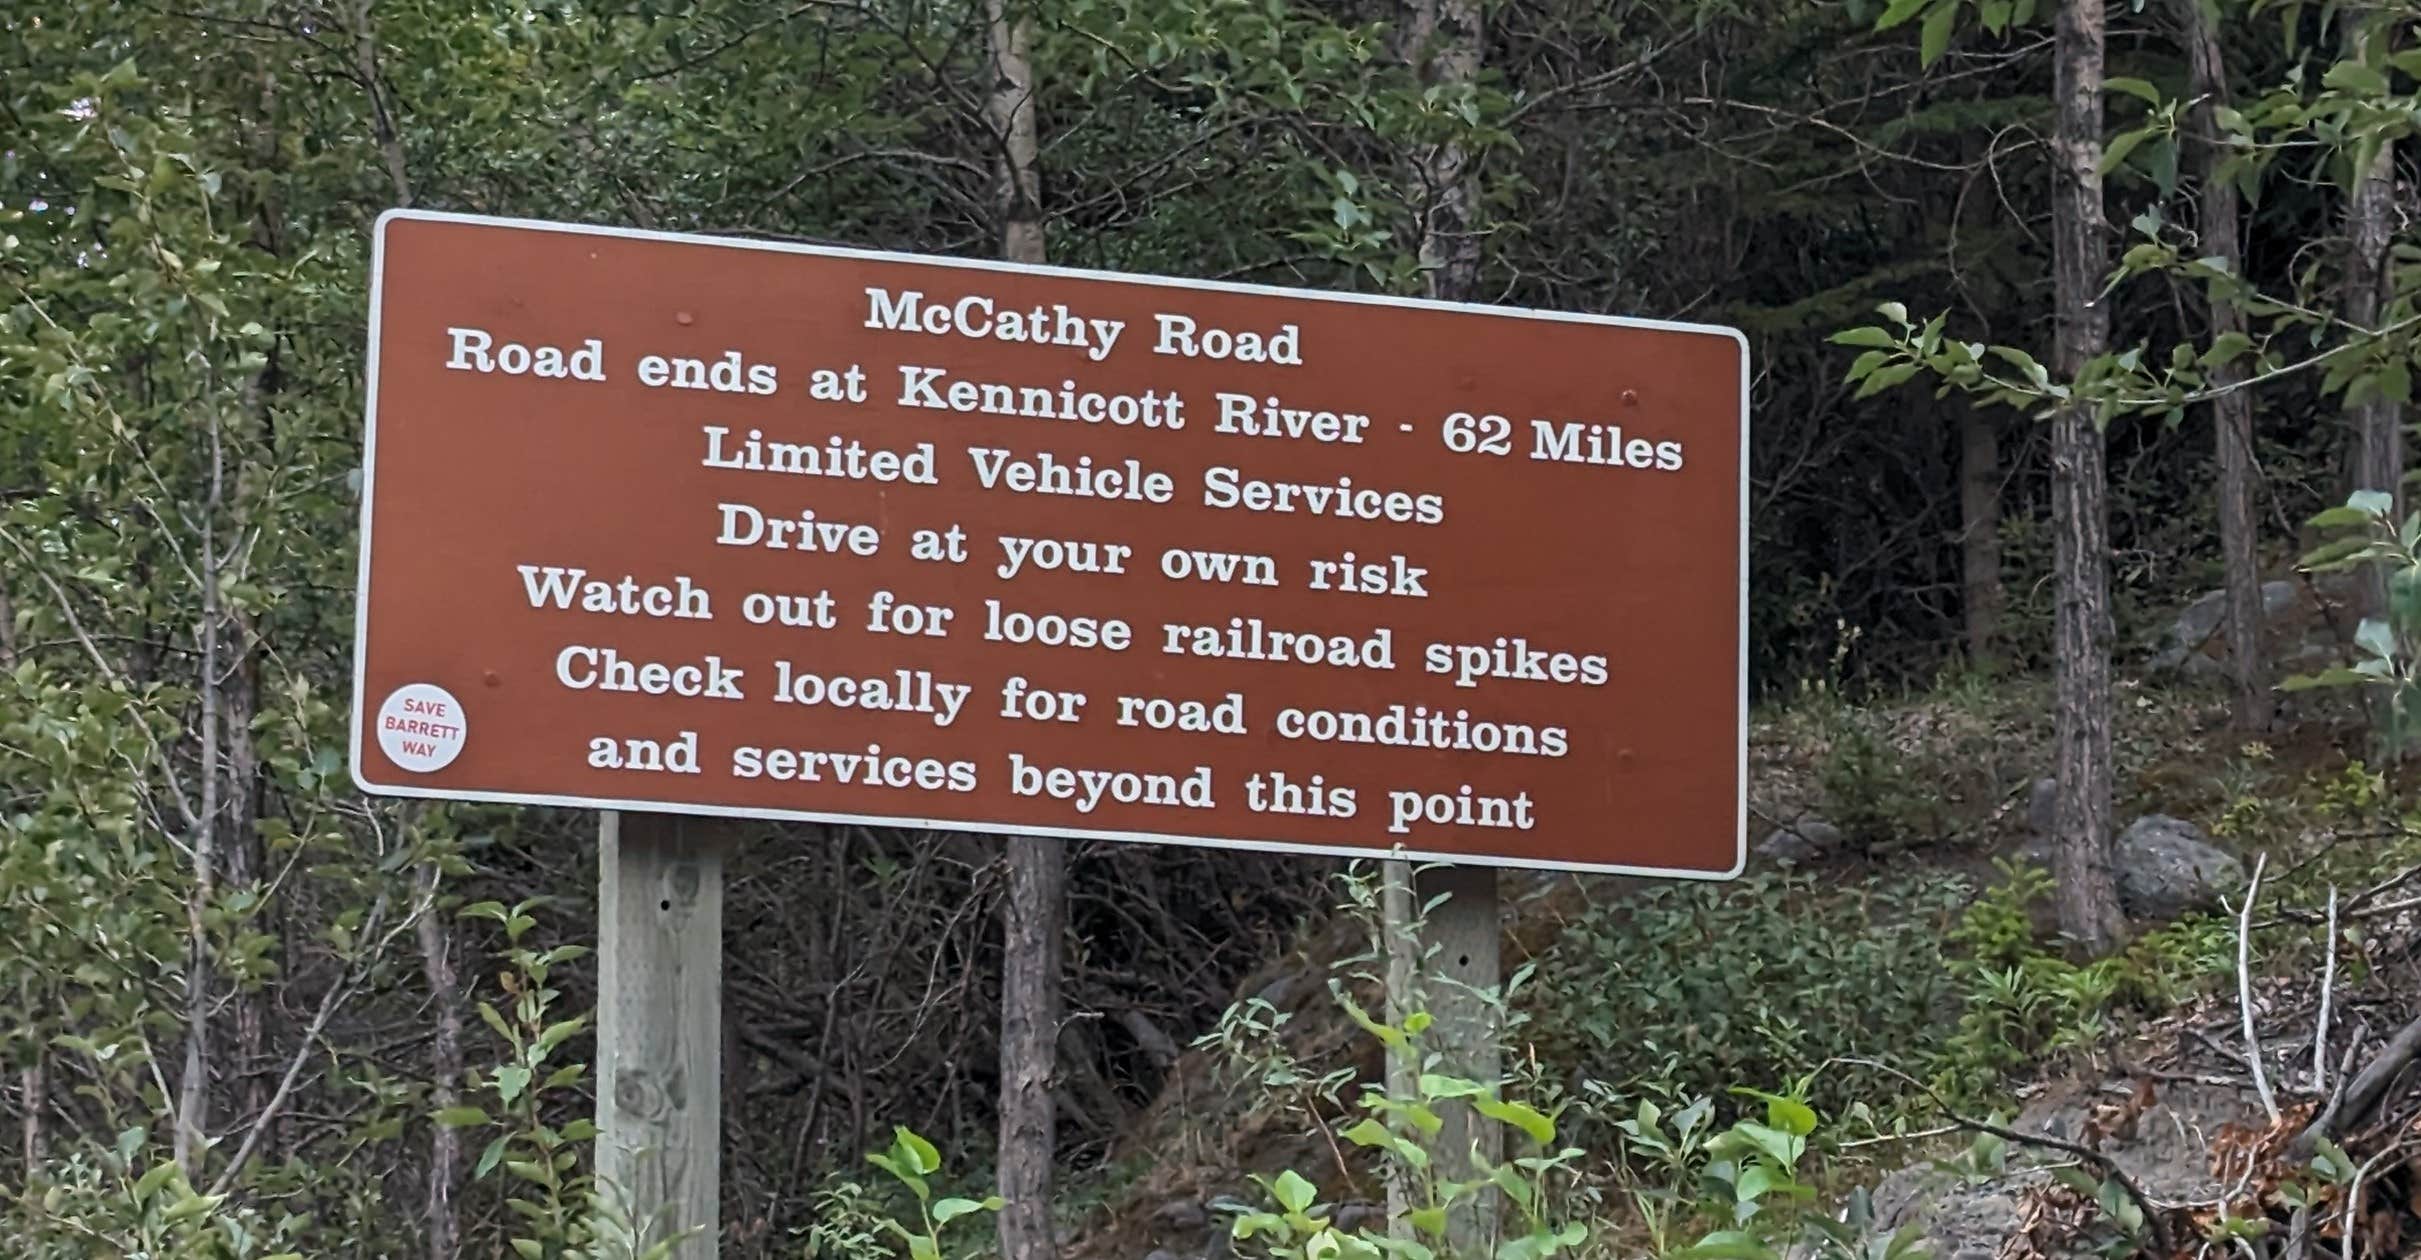 McCathy Road
Road ends at Kennicott River - 62 Miles
Limited Vehicle Services
Drive at your own risk
Watch out for loose railroad spikes
Check locally for road conditions
and services beyond this point
SAVE
BARRETT
WAY